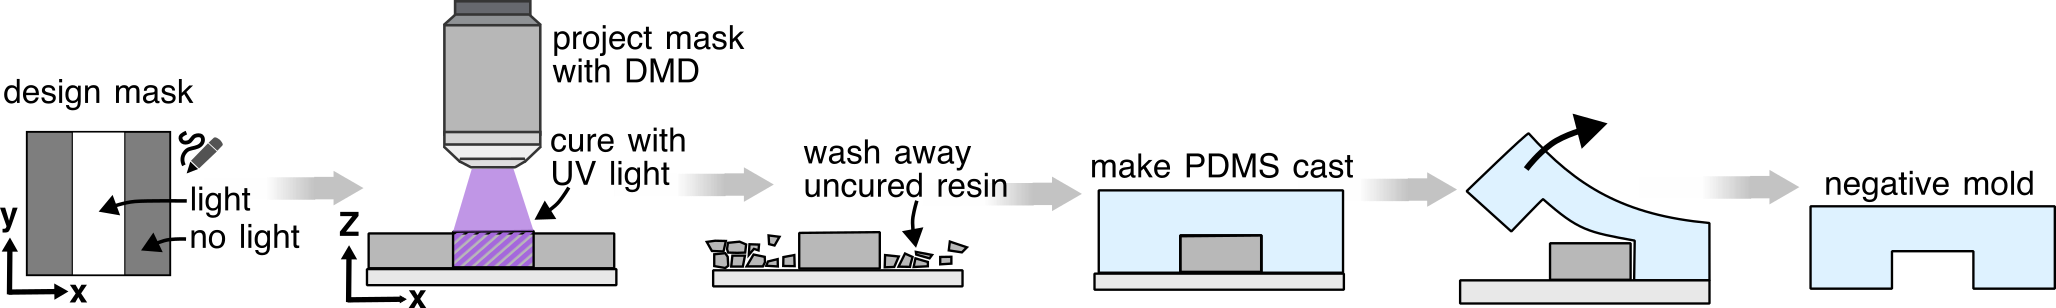 design mask
light
no light
y
x
project mask
with DMD
cure with
UV light
z
x
wash away
uncured resin
make PDMS cast
negative mold